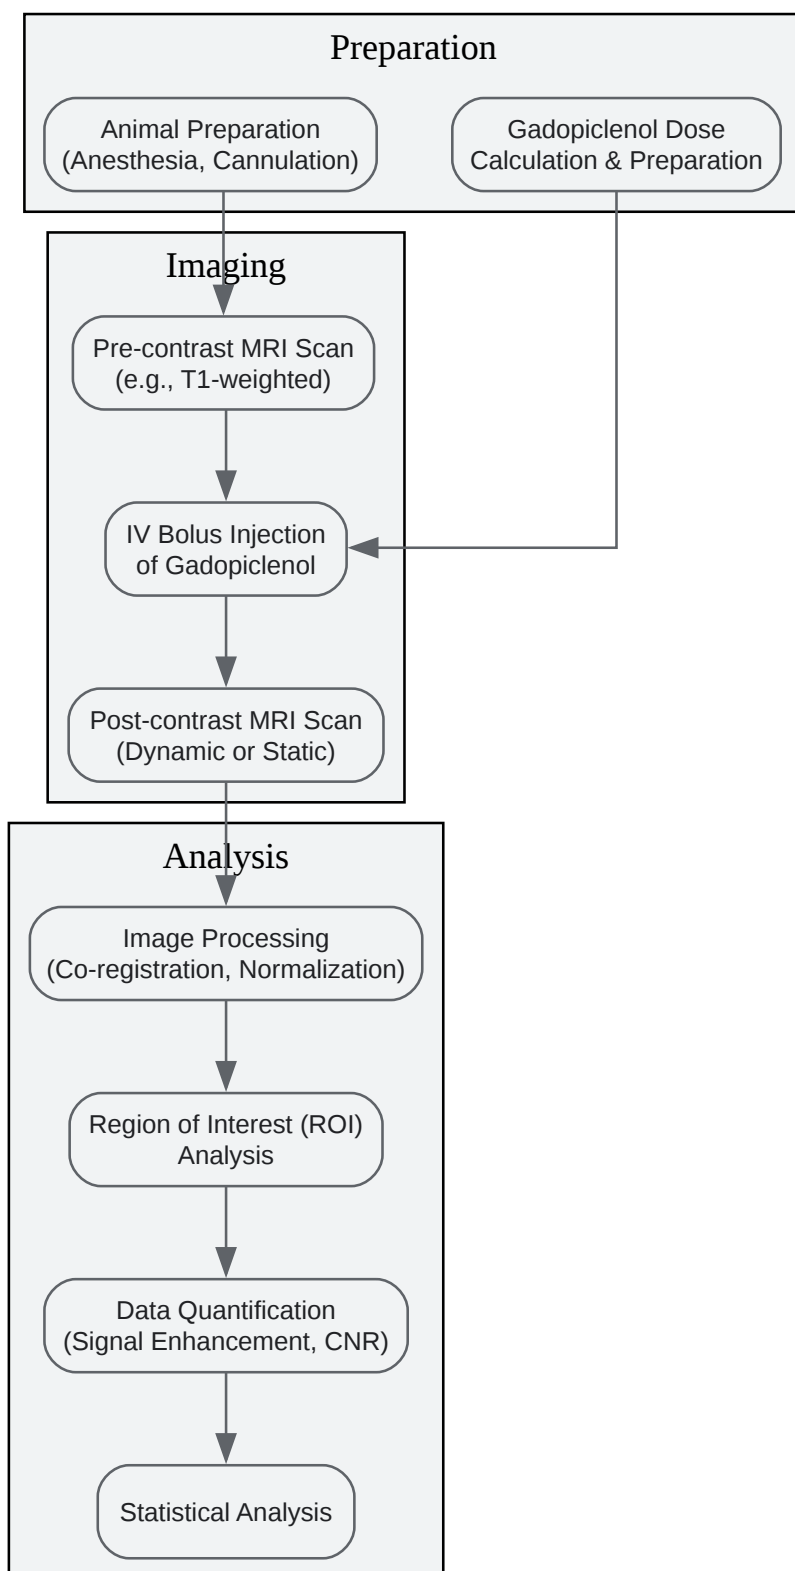 Preparation
Animal Preparation
(Anesthesia, Cannulation)
Gadopiclenol Dose
Calculation & Preparation
Imaging
Pre-contrast MRI Scan
(e.g., T1-weighted)
IV Bolus Injection
of Gadopiclenol
Post-contrast MRI Scan
(Dynamic or Static)
Analysis
Image Processing
(Co-registration, Normalization)
Region of Interest (ROI)
Analysis
Data Quantification
(Signal Enhancement, CNR)
Statistical Analysis